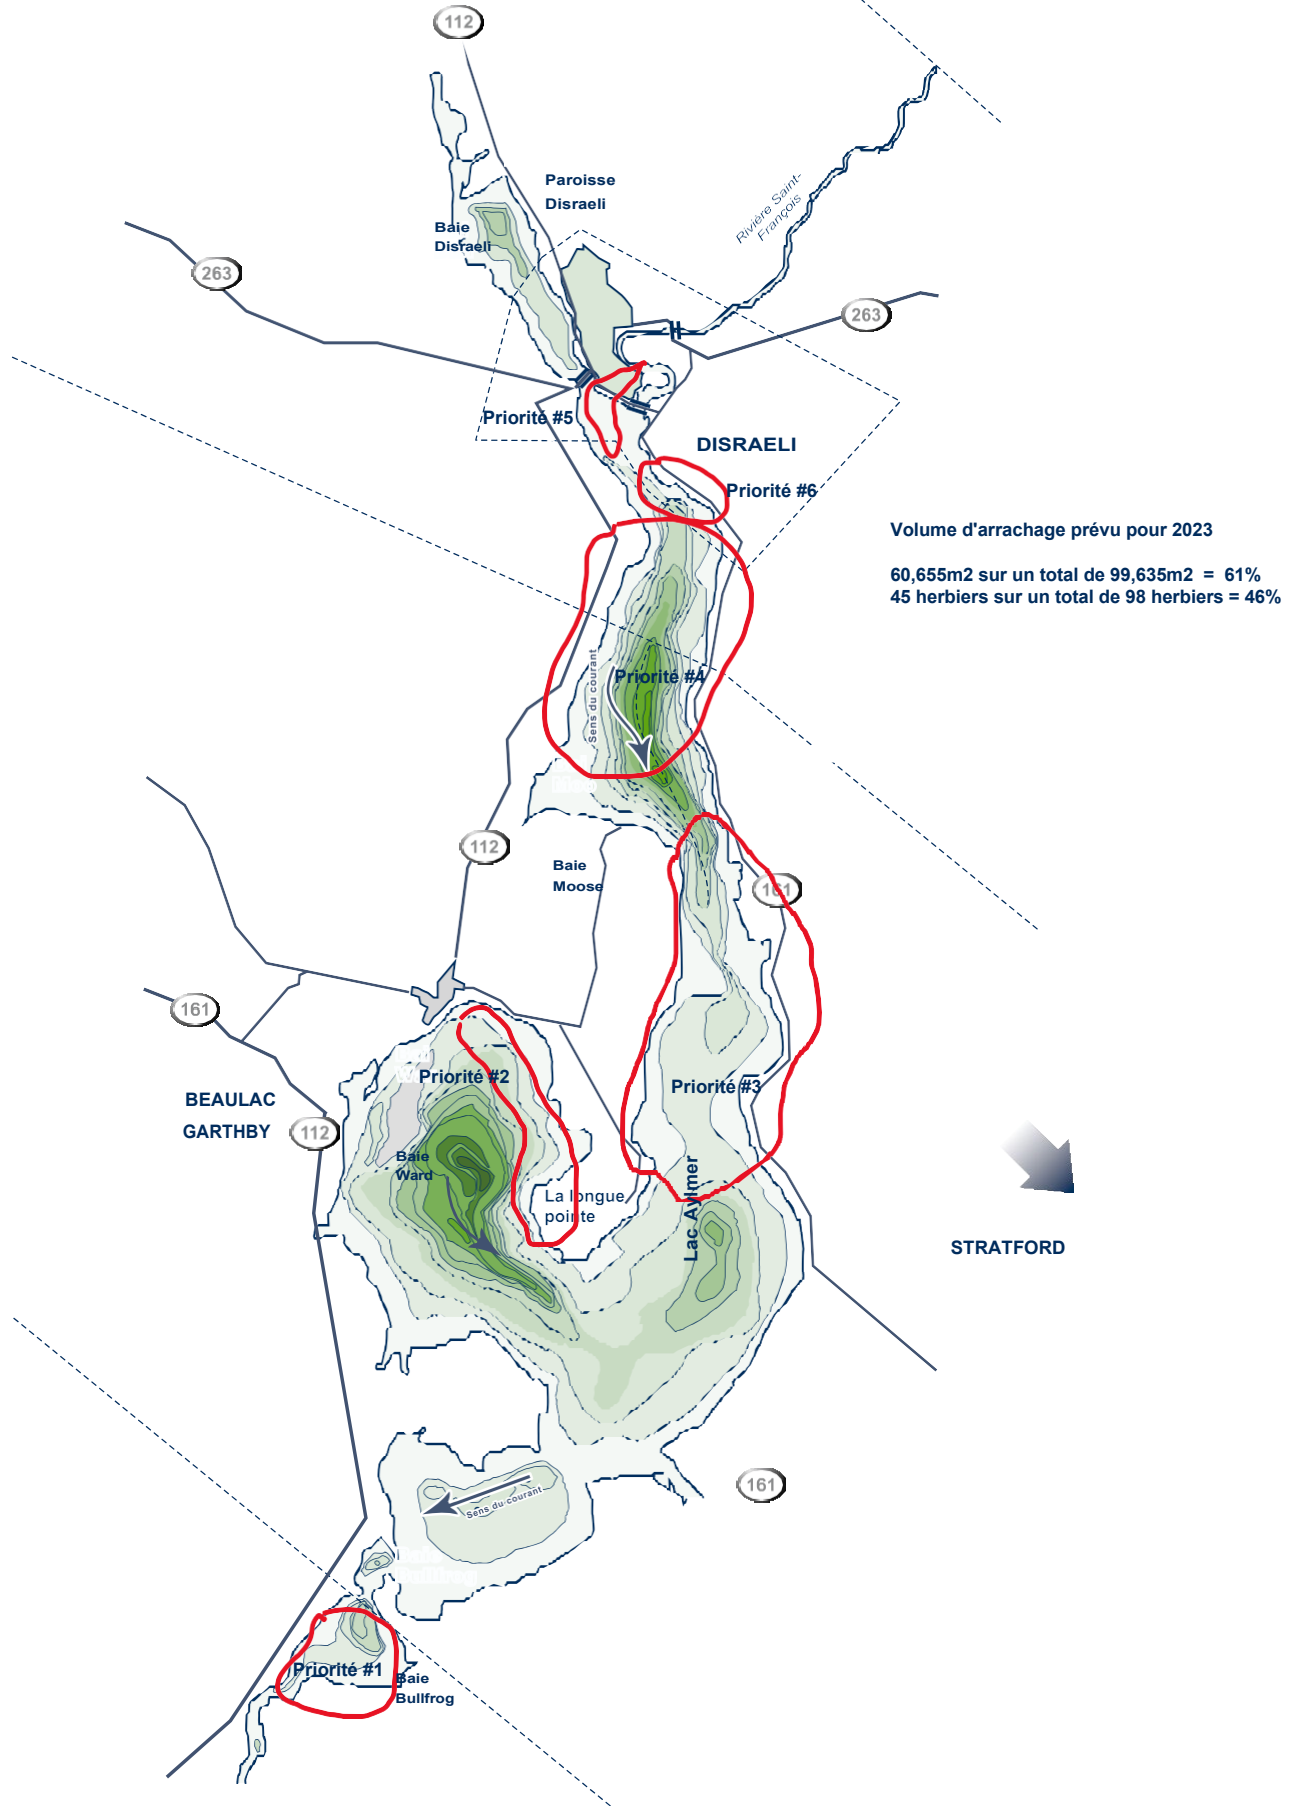 112
Paroisse
Disraeli
Rivière Saint-
François
Baie
Disraeli
263
263
Priorité #5
DISRAELI
Priorité #6
Volume d'arrachage prévu pour 2023
60,655m2 sur un total de 99,635m2 = 61%
45 herbiers sur un total de 98 herbiers = 46%
Sens du courant
Priorité #4
112
Baie
Moose
161
161
Priorité #2
Priorité #3
BEAULAC
GARTHBY
112
Baie
Ward
La longue
pointe
Lac Aylmer
STRATFORD
161
Sens du courant
Baie
Bullfrog
Priorité #1
Baie
Bullfrog